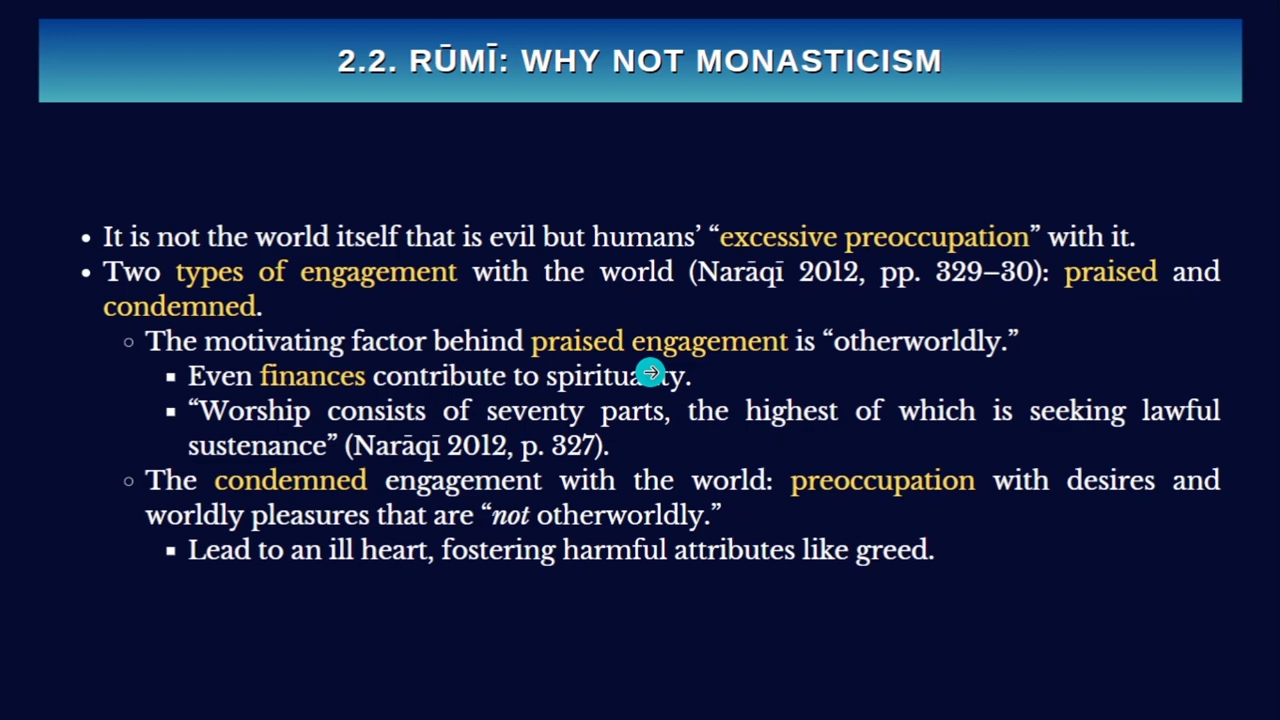 2.2. RŪMĪ: WHY NOT MONASTICISM
• It is not the world itself that is evil but humans’ “excessive preoccupation” with it.
• Two types of engagement with the world (Narāqī 2012, pp. 329–30): praised and
condemned.
○ The motivating factor behind praised engagement is “otherworldly.”
▪ Even finances contribute to spirituality.
▪ “Worship consists of seventy parts, the highest of which is seeking lawful
sustenance” (Narāqī 2012, p. 327).
○ The condemned engagement with the world: preoccupation with desires and
worldly pleasures that are “not otherworldly.”
▪ Lead to an ill heart, fostering harmful attributes like greed.